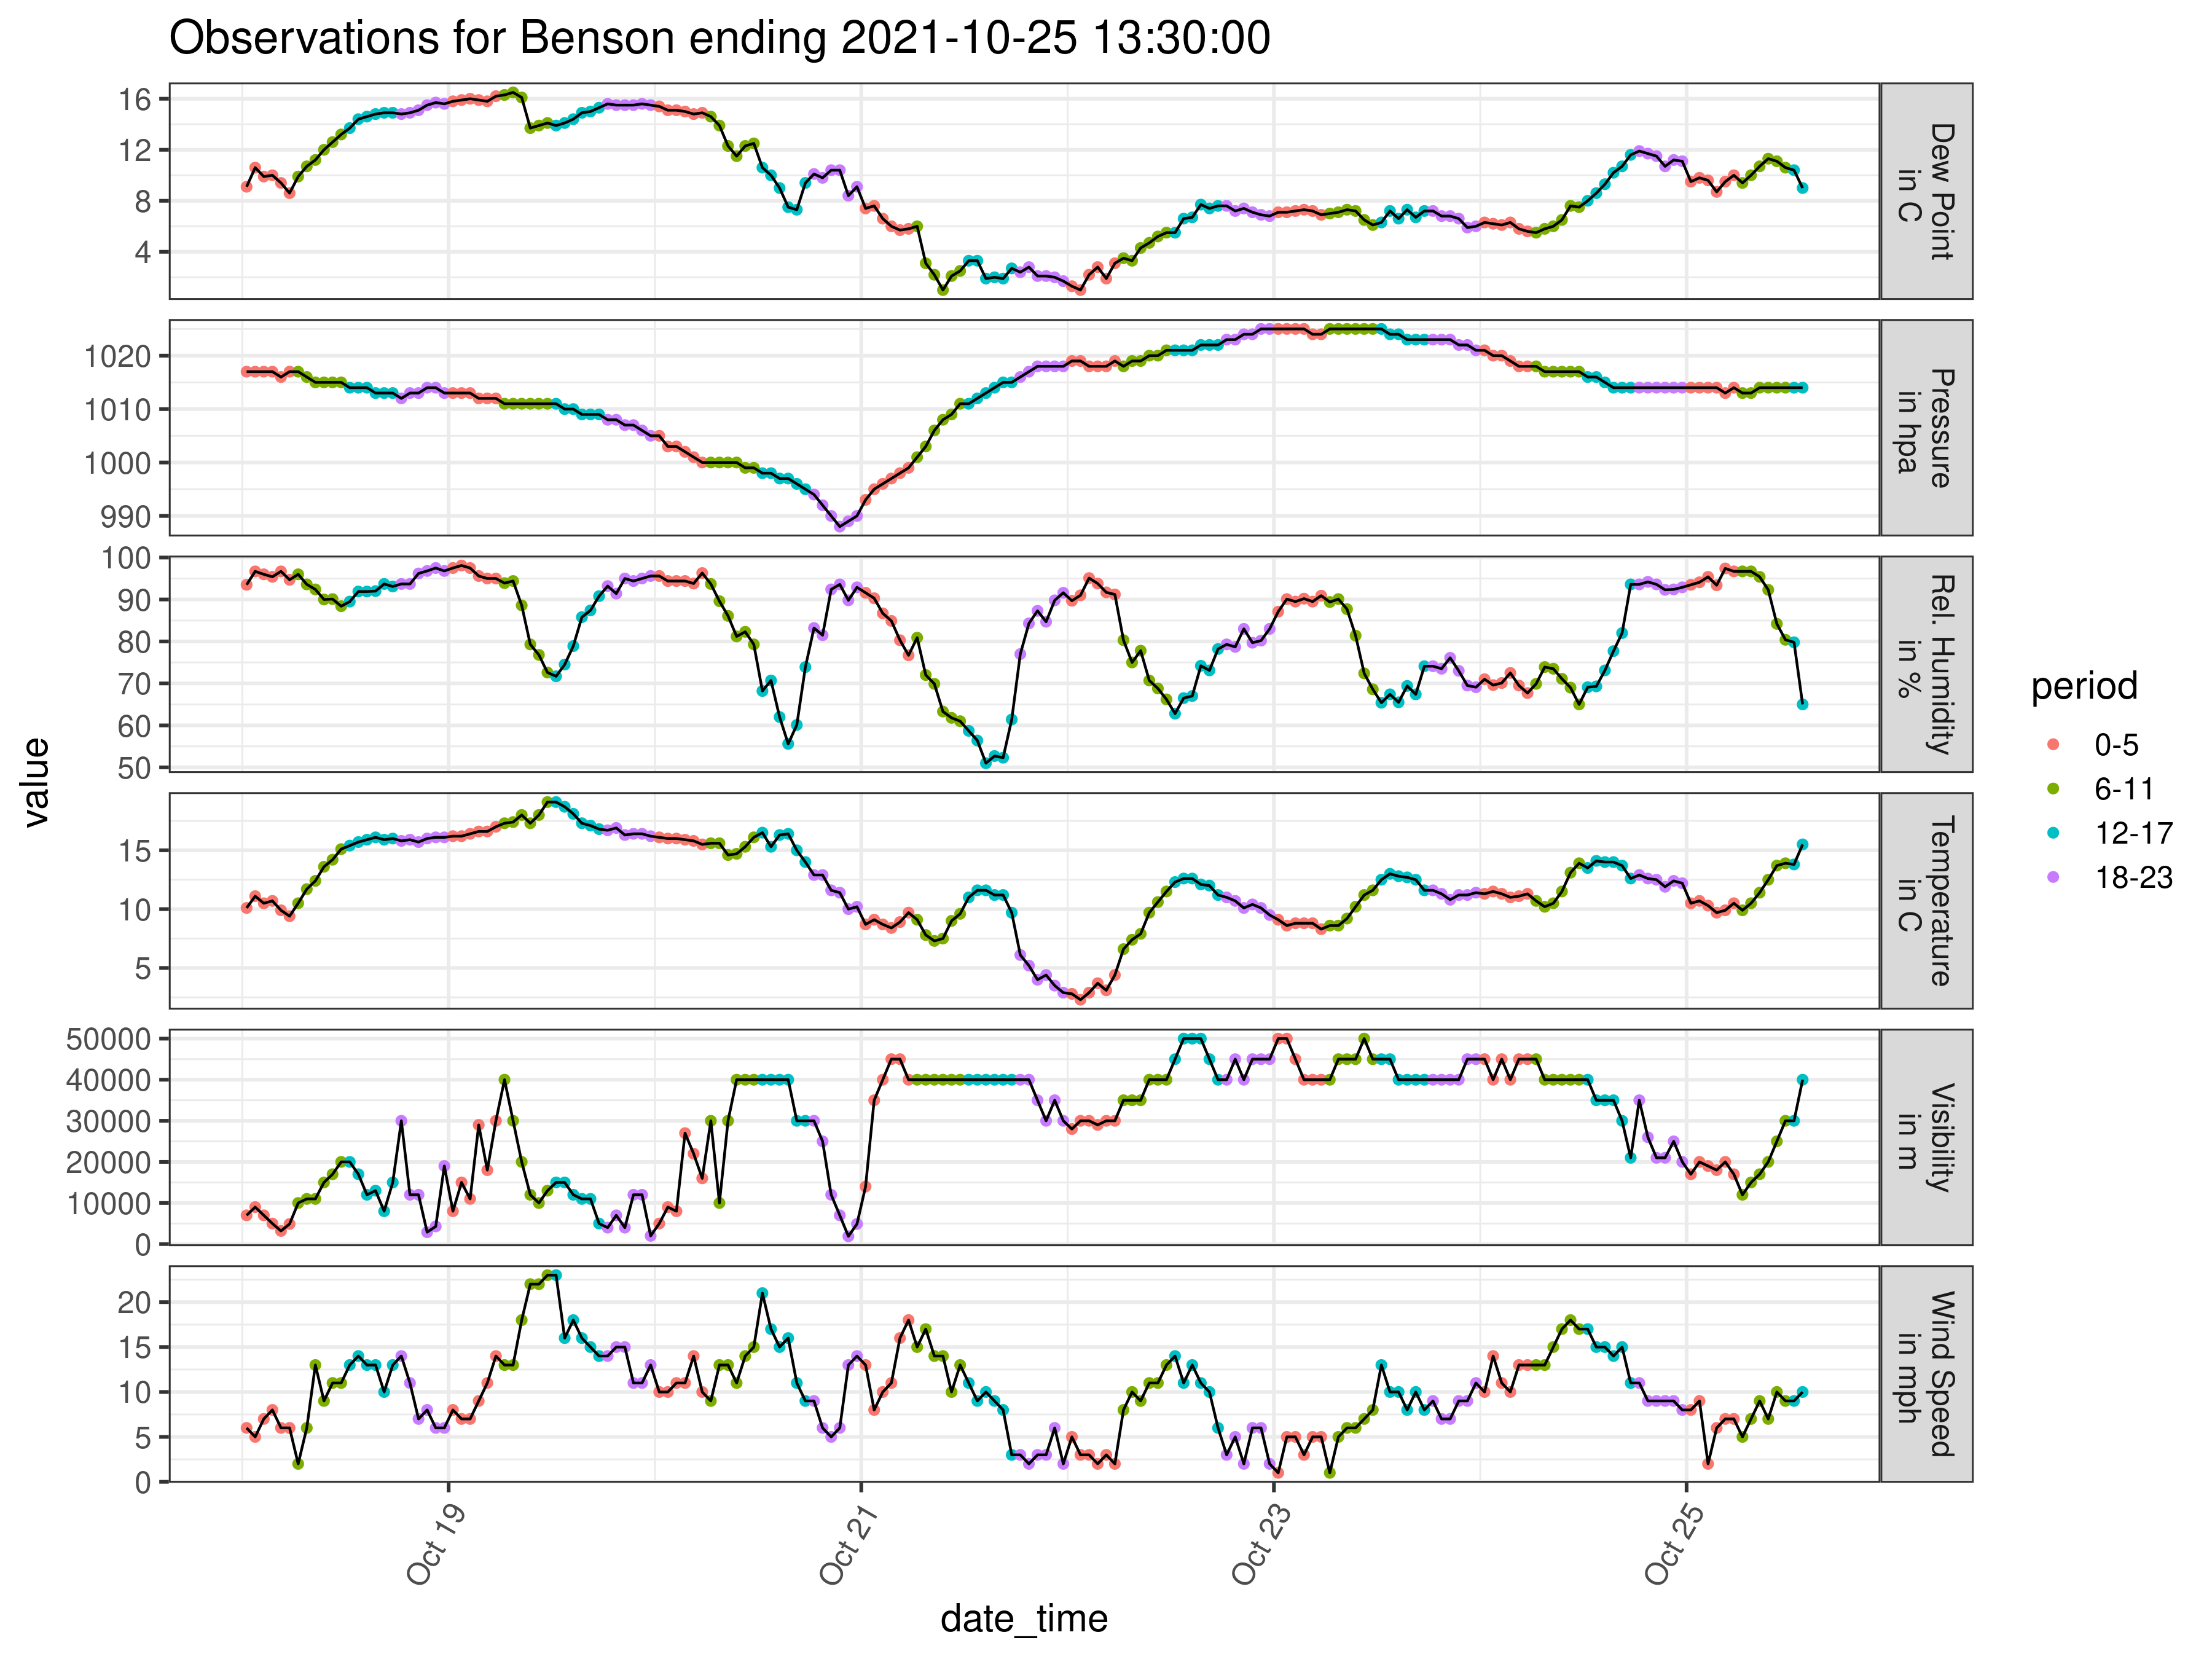 Observations for Benson ending 2021-10-25 13:30:00
value
16
12
8
4
Dew Point
in C
1020
1010
1000
990
Pressure
in hpa
100
90
80
70
60
50
Rel. Humidity
in %
15
10
5
Temperature
in C
50000
40000
30000
20000
10000
0
Visibility
in m
20
15
10
5
0
Wind Speed
in mph
Oct 19
Oct 21
Oct 23
Oct 25
date_time
period
0-5
6-11
12-17
18-23